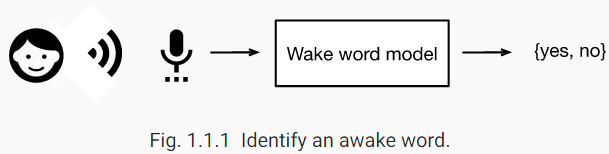 Wake word model
{yes, no}
Fig. 1.1.1 Identify an awake word.